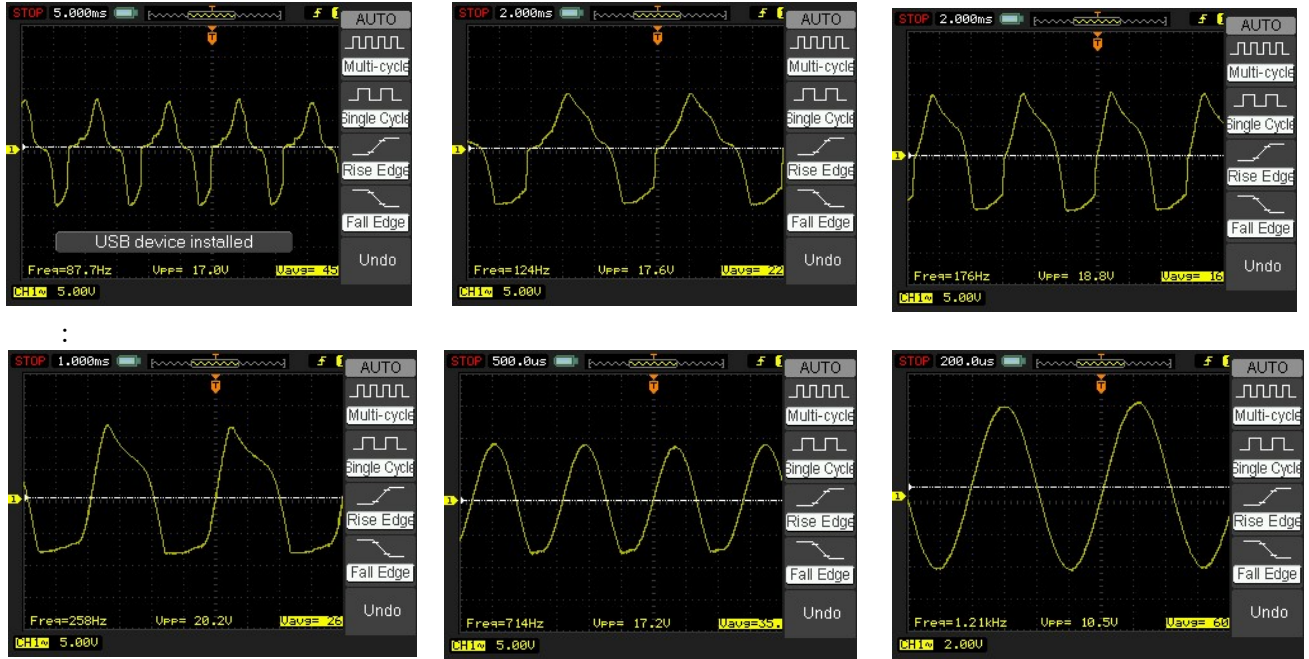 STOP 5.000ms T AUTO
T
Multi-cycle
Single Cycle
1
Rise Edge
Fall Edge
USB device installed
Undo
Freq=87.7Hz Vpp= 17.0V Vavg= 45
CH1~ 5.00V
STOP 2.000ms T AUTO
T
Multi-cycle
Single Cycle
1
Rise Edge
Fall Edge
Undo
Freq=124Hz Vpp= 17.6V Vavg= 22
CH1~ 5.00V
STOP 2.000ms T AUTO
T
Multi-cycle
Single Cycle
1
Rise Edge
Fall Edge
Undo
Freq=176Hz Vpp= 18.8V Vavg= 16
CH1~ 5.00V
:
STOP 1.000ms T AUTO
T
Multi-cycle
Single Cycle
1
Rise Edge
Fall Edge
Undo
Freq=258Hz Vpp= 20.2V Vavg= 26
CH1~ 5.00V
STOP 500.0us T AUTO
T
Multi-cycle
Single Cycle
1
Rise Edge
Fall Edge
Undo
Freq=714Hz Vpp= 17.2V Vavg=35.
CH1~ 5.00V
STOP 200.0us T AUTO
T
Multi-cycle
Single Cycle
1
Rise Edge
Fall Edge
Undo
Freq=1.21kHz Vpp= 10.5V Vavg= 60
CH1~ 2.00V